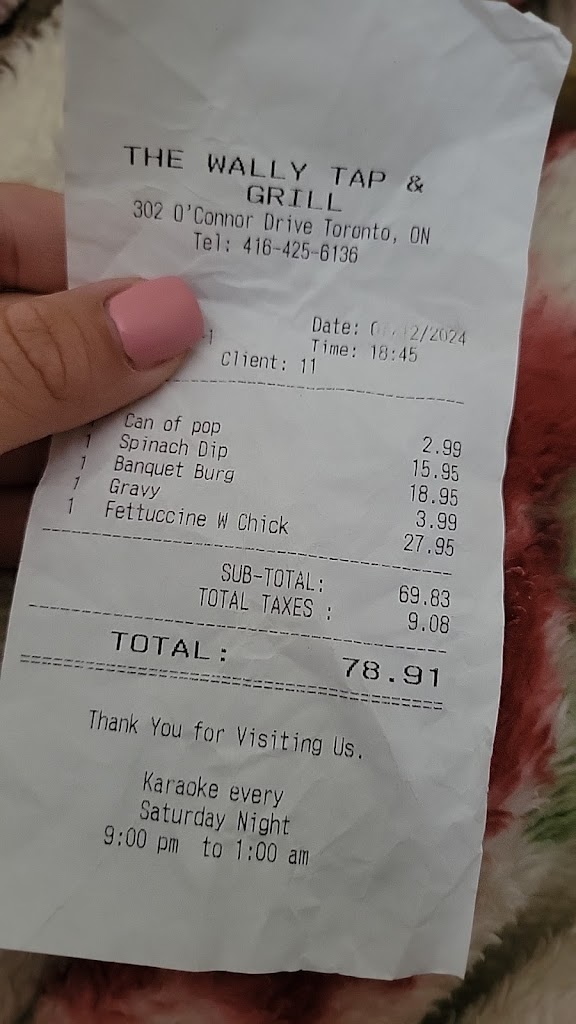 THE WALLY TAP &
GRILL
302 O'Connor Drive Toronto, ON
Tel: 416-425-6136
Date: 2/2024
-1
Time: 18:45
Client: 11
Can of pop 2.99
1 Spinach Dip 15.95
1 Banquet Burg 18.95
1 Gravy 3.99
1 Fettuccine W Chick 27.95
SUB-TOTAL: 69.83
TOTAL TAXES : 9.08
TOTAL: 78.91
Thank You for Visiting Us.
Karaoke every
Saturday Night
9:00 pm to 1:00 am